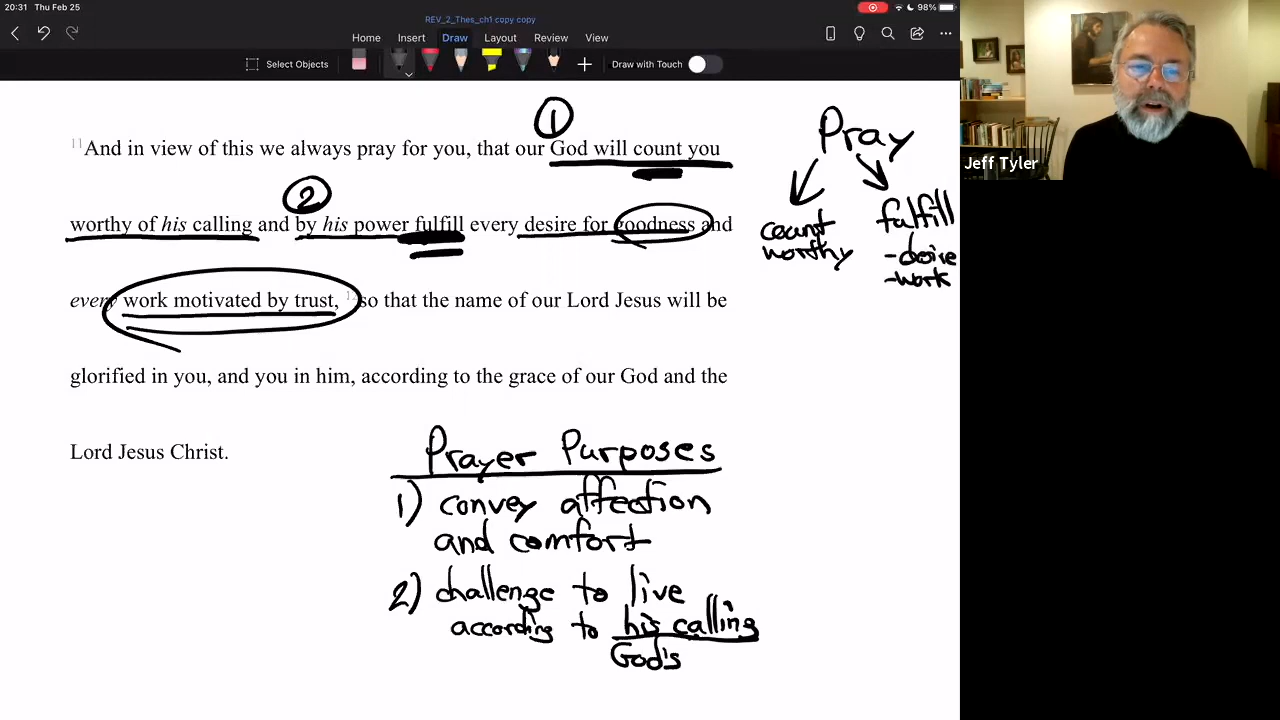 20:31 Thu Feb 25
98%
REV_2_Thes_ch1 copy copy
Home Insert Draw Layout Review View
Select Objects
Draw with Touch
1
11And in view of this we always pray for you, that our God will count you
2
worthy of his calling and by his power fulfill every desire for goodness and
every work motivated by trust, 12so that the name of our Lord Jesus will be
glorified in you, and you in him, according to the grace of our God and the
Lord Jesus Christ.
Pray
count
worthy
fulfill
-desire
-work
Prayer Purposes
1) convey affection
and comfort
2) challenge to live
according to his calling
God's
Jeff Tyler